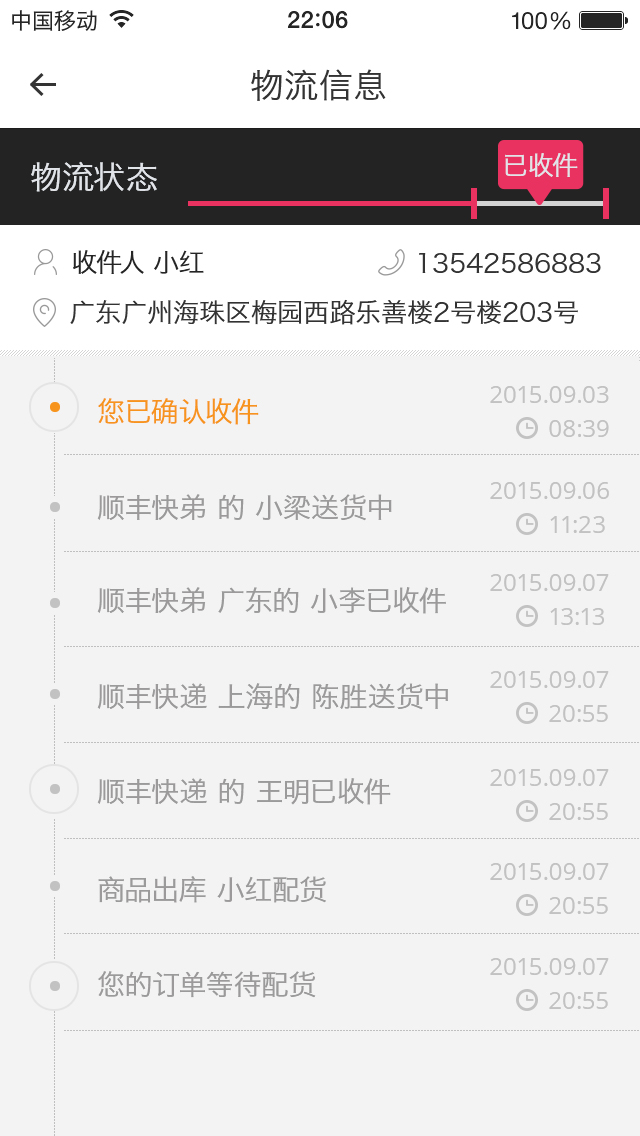 中国移动 22:06 100%
物流信息
已收件
物流状态
收件人 小红 13542586883
广东广州海珠区梅园西路乐善楼2号楼203号
您已确认收件 2015.09.03
08:39
顺丰快弟 的 小梁送货中 2015.09.06
11:23
顺丰快弟 广东的 小李已收件 2015.09.07
13:13
顺丰快递 上海的 陈胜送货中 2015.09.07
20:55
顺丰快递 的 王明已收件 2015.09.07
20:55
商品出库 小红配货 2015.09.07
20:55
您的订单等待配货 2015.09.07
20:55